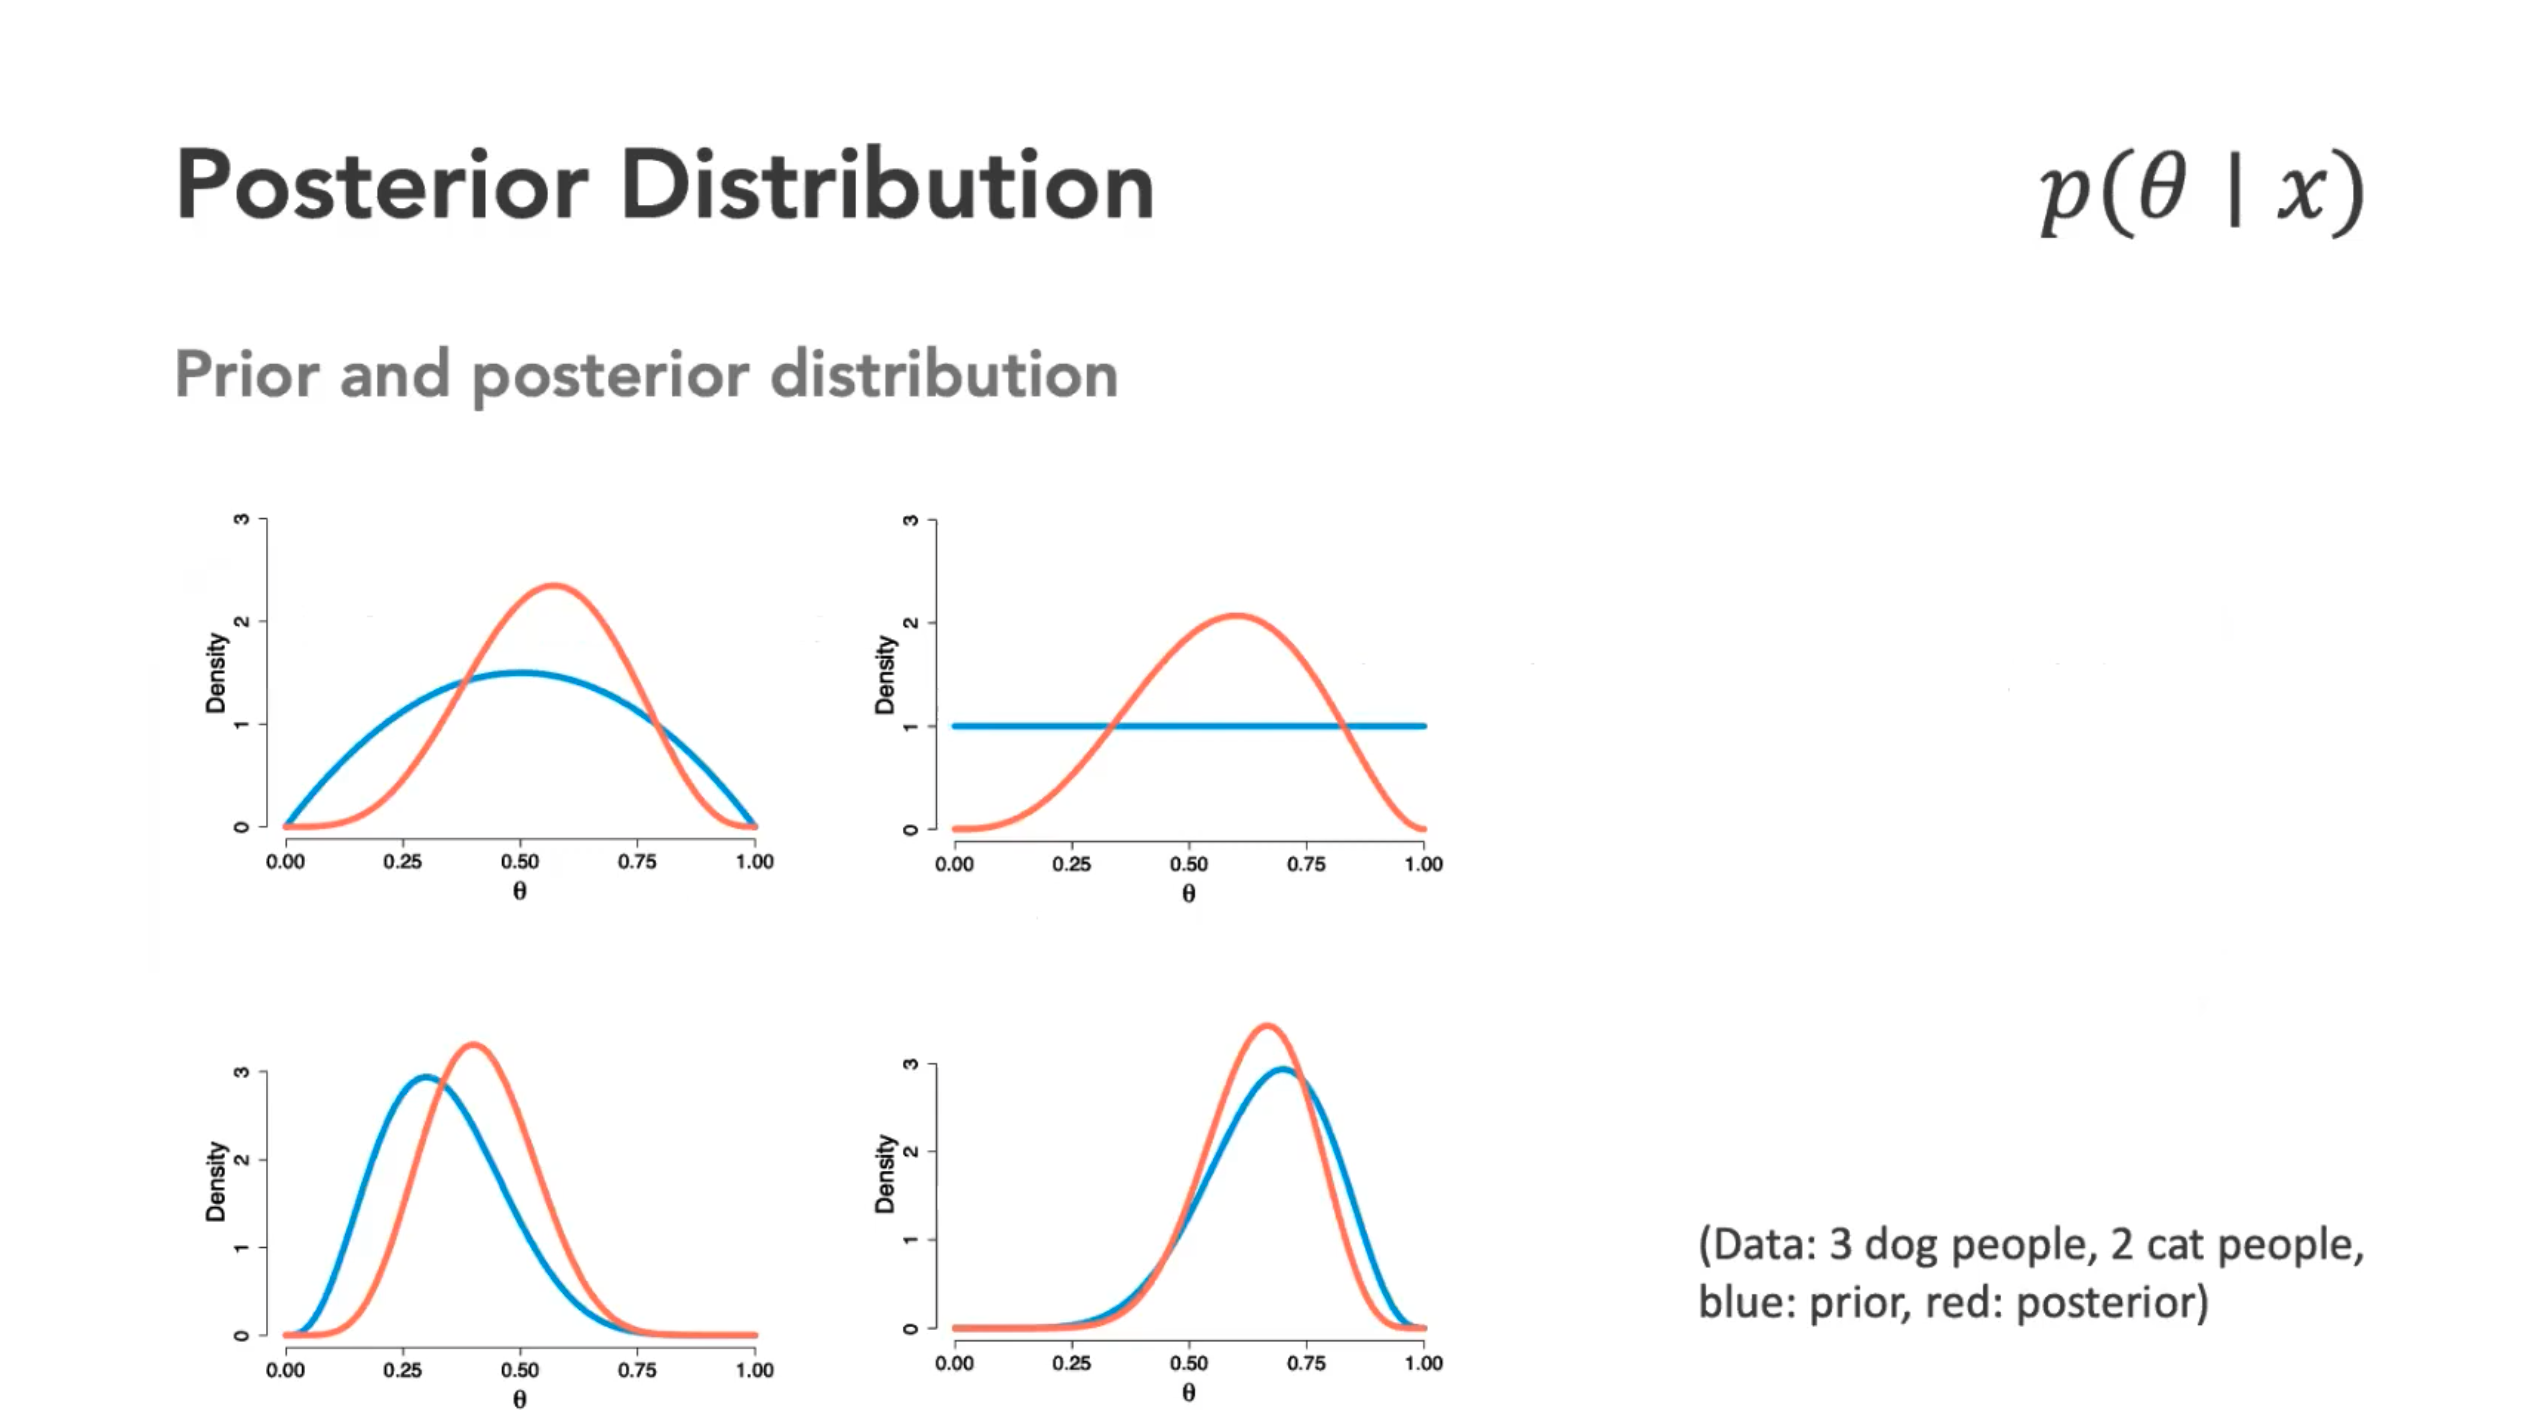 Posterior Distribution
p(θ | x)
Prior and posterior distribution
3
2
1
0
Density
0.00 0.25 0.50 0.75 1.00
θ
3
2
1
0
Density
0.00 0.25 0.50 0.75 1.00
θ
3
2
1
0
Density
0.00 0.25 0.50 0.75 1.00
θ
3
2
1
0
Density
0.00 0.25 0.50 0.75 1.00
θ
(Data: 3 dog people, 2 cat people,
blue: prior, red: posterior)